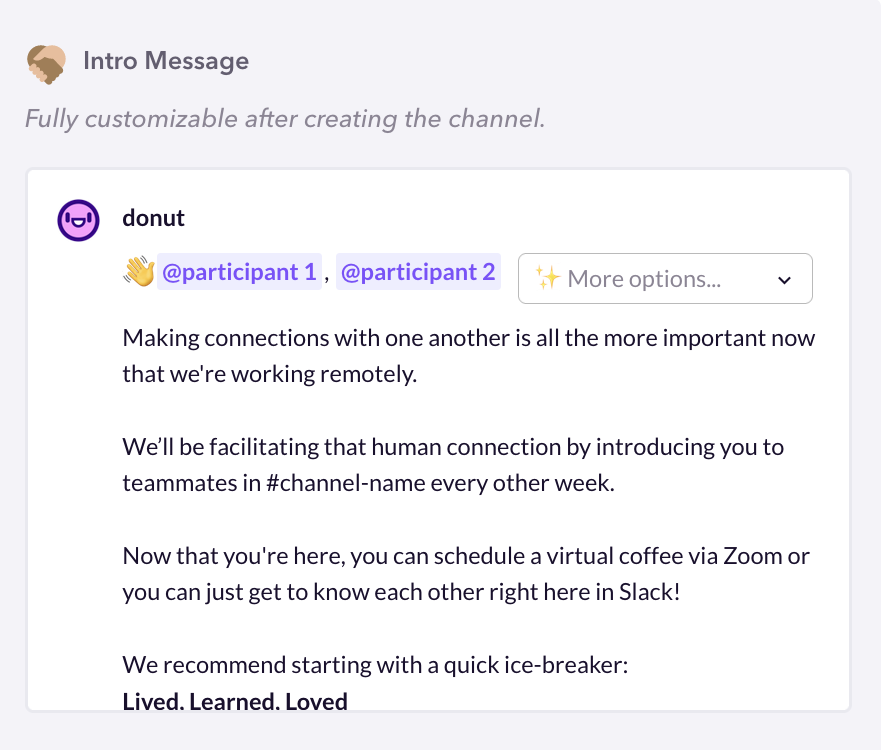 Intro Message
Fully customizable after creating the channel.
donut
👋 @participant 1 , @participant 2 ✨ More options...
Making connections with one another is all the more important now
that we're working remotely.
We’ll be facilitating that human connection by introducing you to
teammates in #channel-name every other week.
Now that you're here, you can schedule a virtual coffee via Zoom or
you can just get to know each other right here in Slack!
We recommend starting with a quick ice-breaker:
Lived, Learned, Loved